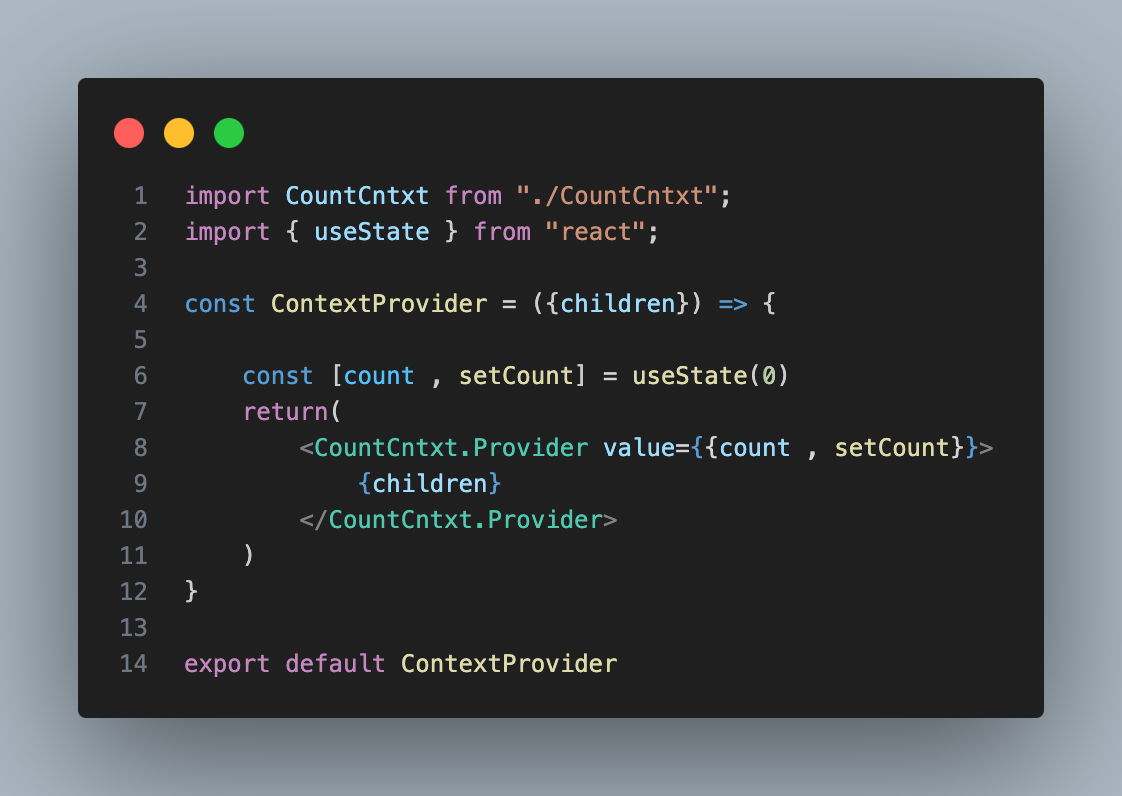 1 import CountCntxt from "./CountCntxt";
2 import { useState } from "react";
3
4 const ContextProvider = ({children}) => {
5
6     const [count , setCount] = useState(0)
7     return(
8         <CountCntxt.Provider value={{count , setCount}}>
9             {children}
10         </CountCntxt.Provider>
11     )
12 }
13
14 export default ContextProvider